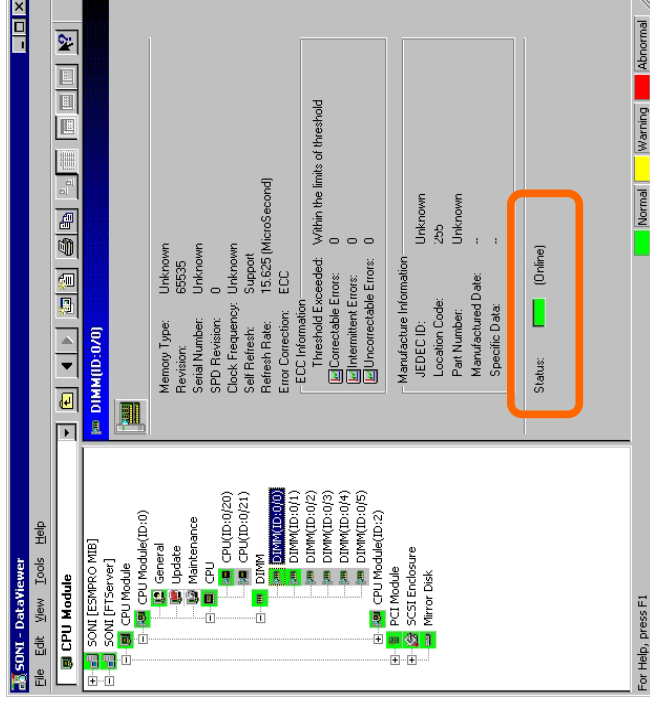 SONI - DataViewer
File Edit View Tools Help
CPU Module
SONI [ESMPRO MIB]
SONI [FTServer]
CPU Module
CPU Module(ID:0)
General
Update
Maintenance
CPU
CPU(ID:0/20)
CPU(ID:0/21)
DIMM
DIMM(ID:0/0)
DIMM(ID:0/1)
DIMM(ID:0/2)
DIMM(ID:0/3)
DIMM(ID:0/4)
DIMM(ID:0/5)
CPU Module(ID:2)
PCI Module
SCSI Enclosure
Mirror Disk
DIMM(ID:0/0)
Memory Type: Unknown
Revision: 65535
Serial Number: Unknown
SPD Revision: 0
Clock Frequency: Unknown
Self Refresh: Support
Refresh Rate: 15.625 (MicroSecond)
Error Correction: ECC
ECC Information
Threshold Exceeded: Within the limits of threshold
Correctable Errors: 0
Intermittent Errors: 0
Uncorrectable Errors: 0
Manufacture Information
JEDEC ID: Unknown
Location Code: 255
Part Number: Unknown
Manufactured Date: --
Specific Data: --
Status: (Online)
For Help, press F1
Normal Warning Abnormal